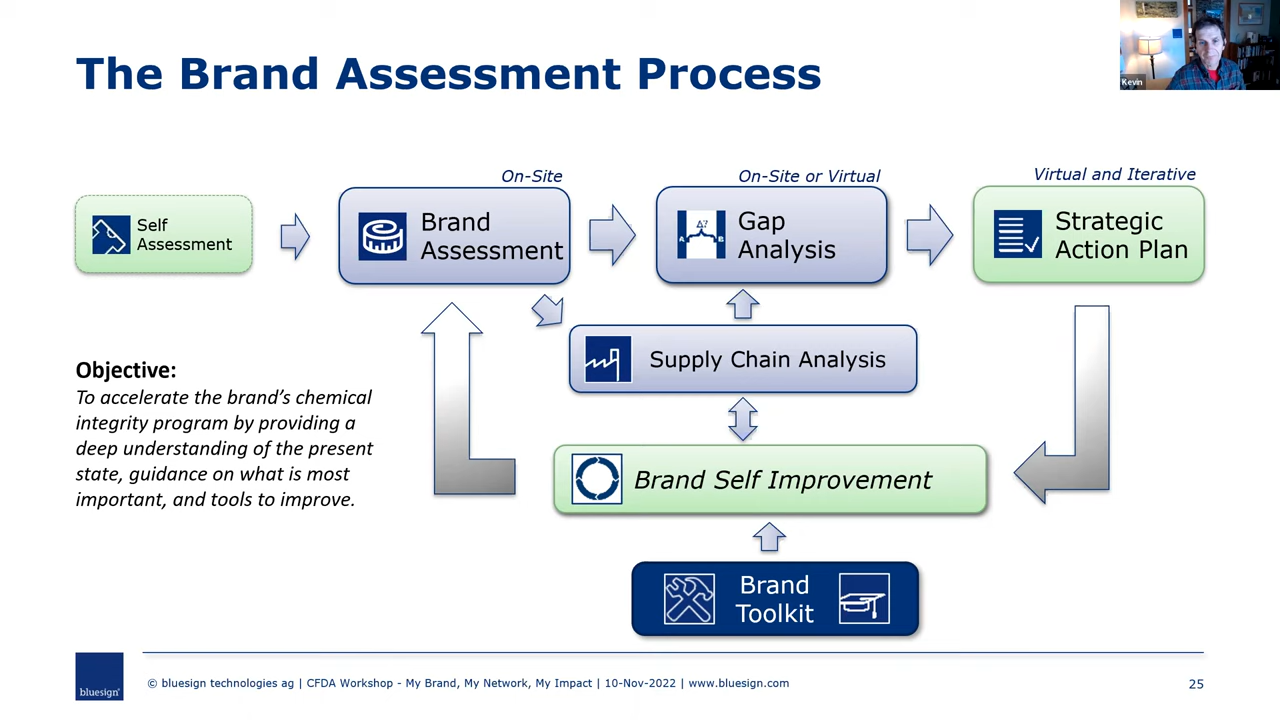 The Brand Assessment Process
Kevin
On-Site
On-Site or Virtual
Virtual and Iterative
Self
Assessment
Brand
Assessment
A
Δ?
B
Gap
Analysis
Strategic
Action Plan
Supply Chain Analysis
Objective:
To accelerate the brand’s chemical
integrity program by providing a
deep understanding of the present
state, guidance on what is most
important, and tools to improve.
Brand Self Improvement
Brand
Toolkit
bluesign®
© bluesign technologies ag | CFDA Workshop - My Brand, My Network, My Impact | 10-Nov-2022 | www.bluesign.com
25